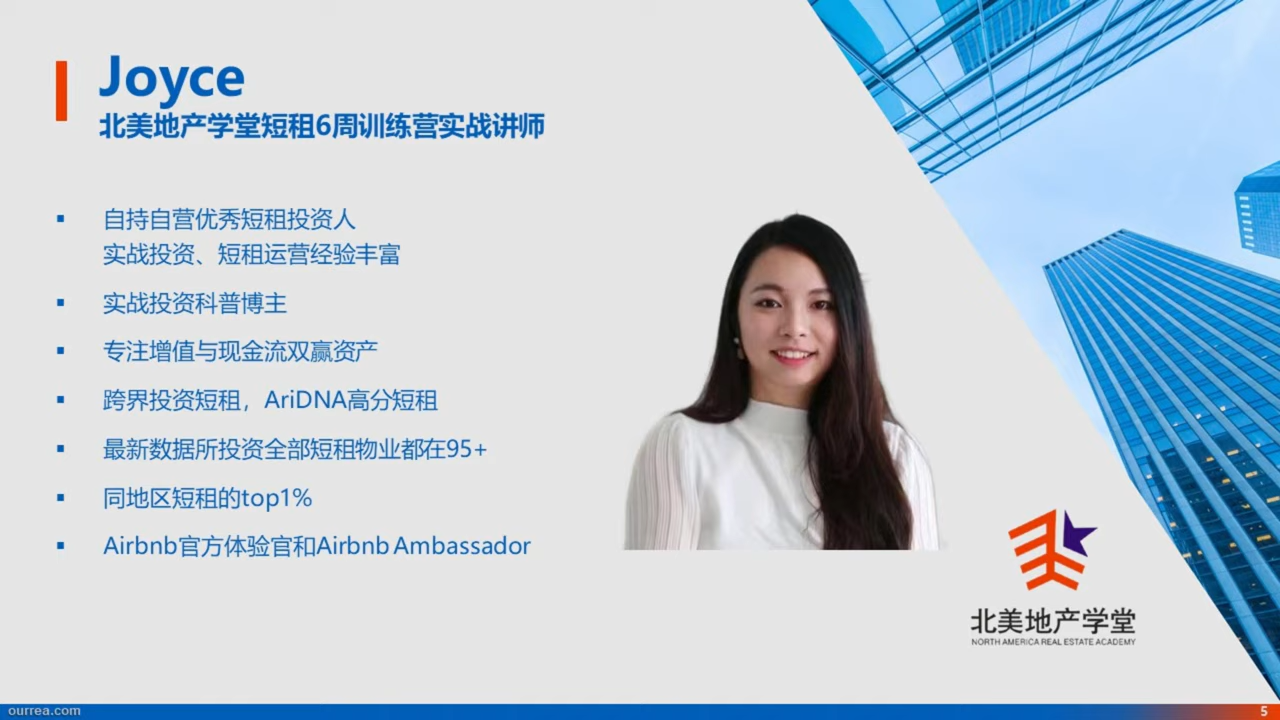 Joyce
北美地产学堂短租6周训练营实战讲师
▪ 自持自营优秀短租投资人
实战投资、短租运营经验丰富
▪ 实战投资科普博主
▪ 专注增值与现金流双赢资产
▪ 跨界投资短租，AriDNA高分短租
▪ 最新数据所投资全部短租物业都在95+
▪ 同地区短租的top1%
▪ Airbnb官方体验官和Airbnb Ambassador
北美地产学堂
NORTH AMERICA REAL ESTATE ACADEMY
ourrea.com
5